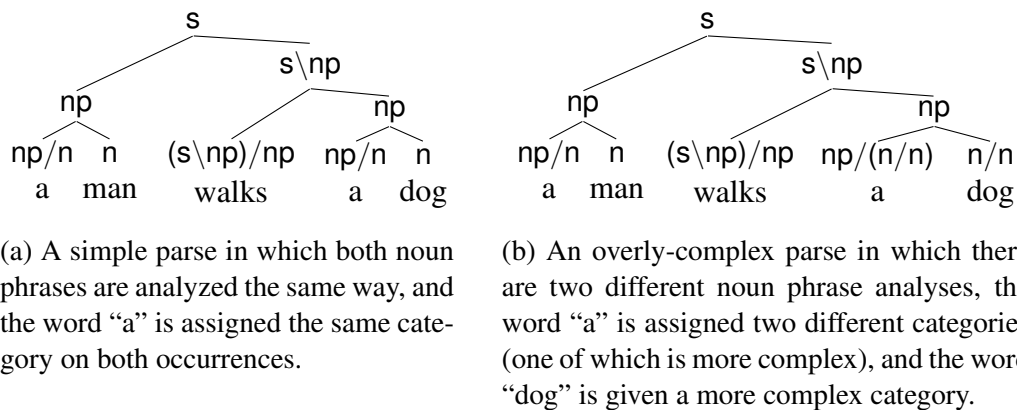 s
s\np
np
np
np/n n (s\np)/np np/n n
a man walks a dog
(a) A simple parse in which both noun
phrases are analyzed the same way, and
the word “a” is assigned the same cate-
gory on both occurrences.
s
s\np
np
np
np/n n (s\np)/np np/(n/n) n/n
a man walks a dog
(b) An overly-complex parse in which ther
are two different noun phrase analyses, th
word “a” is assigned two different categorie
(one of which is more complex), and the wor
“dog” is given a more complex category.